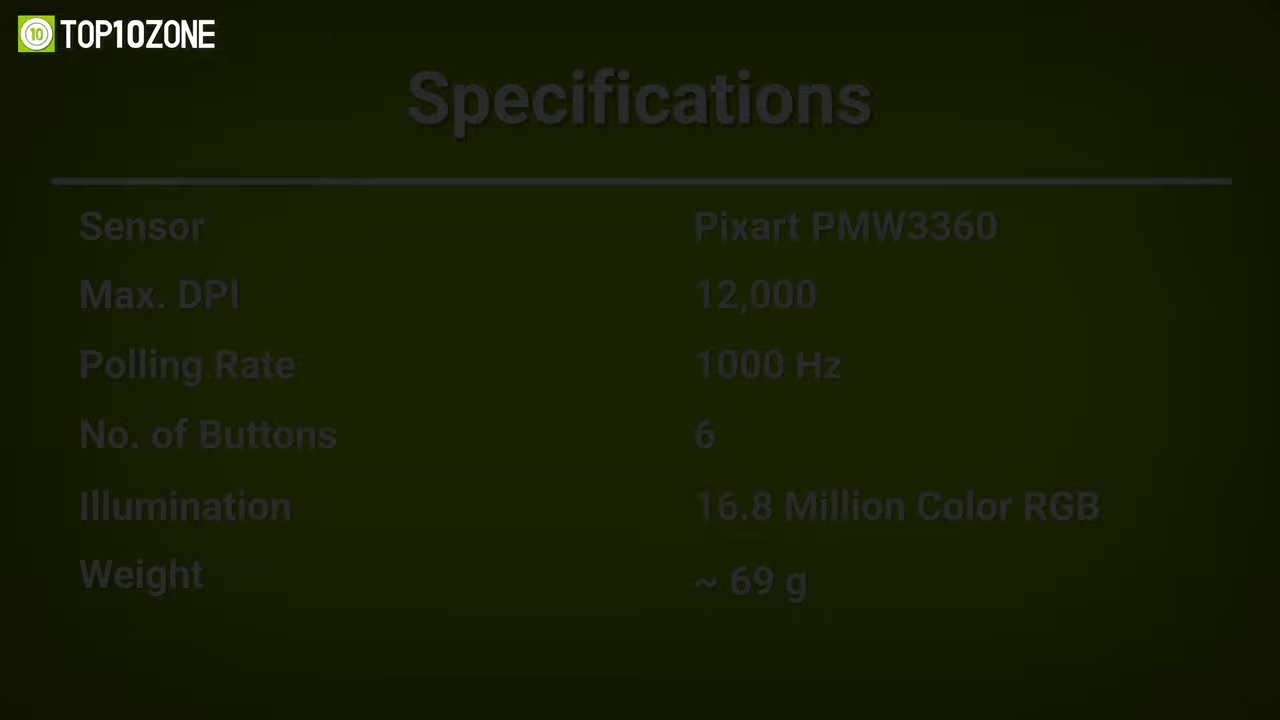 10 TOP10ZONE
Specifications
Sensor Pixart PMW3360
Max. DPI 12,000
Polling Rate 1000 Hz
No. of Buttons 6
Illumination 16.8 Million Color RGB
Weight ~ 69 g